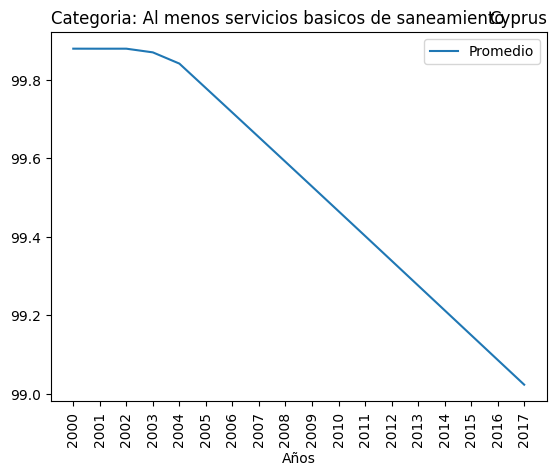 Categoria: Al menos servicios basicos de saneamiento
Cyprus
Promedio
99.8
99.6
99.4
99.2
99.0
2000 2001 2002 2003 2004 2005 2006 2007 2008 2009 2010 2011 2012 2013 2014 2015 2016 2017
Años